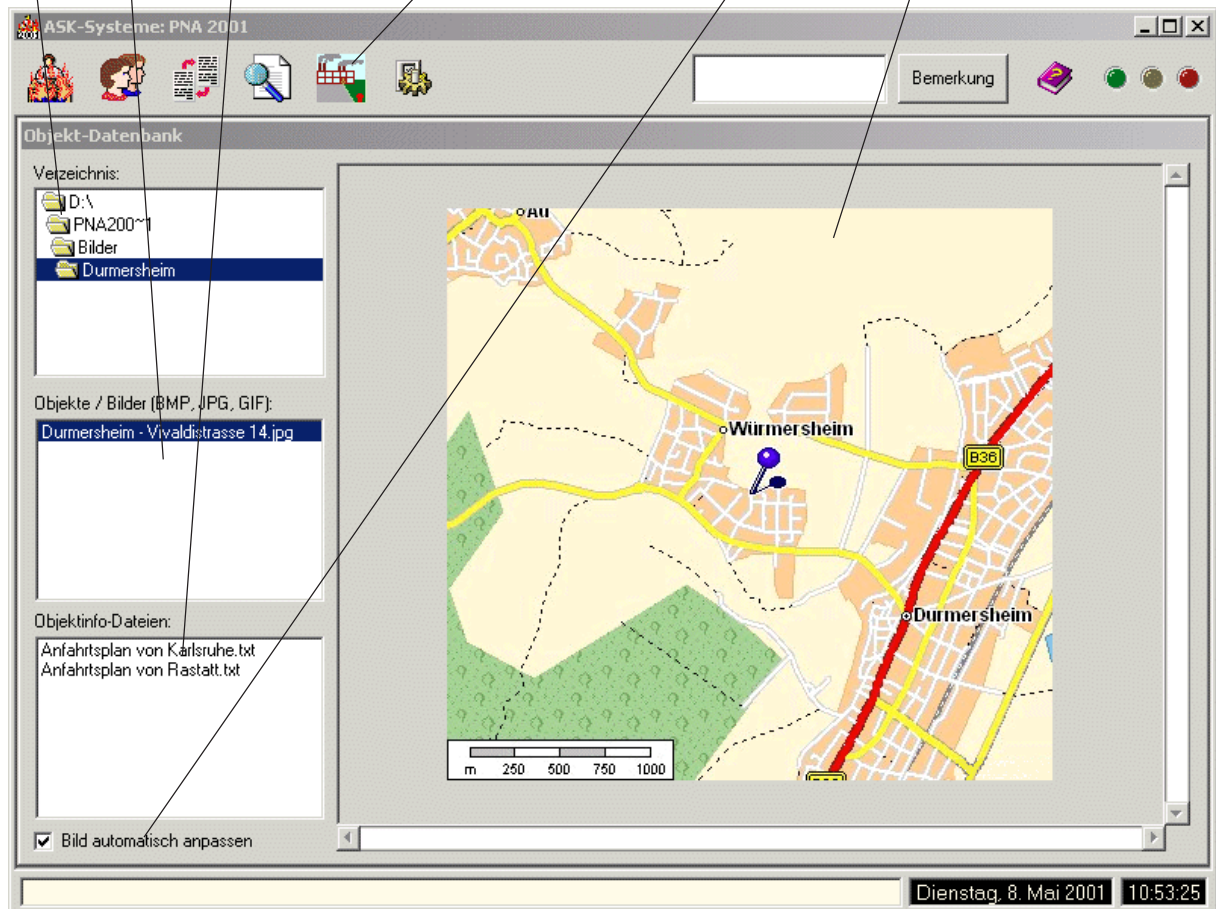 ASK-Systeme: PNA 2001
2001
Bemerkung
Objekt-Datenbank
Verzeichnis:
D:\
PNA200~1
Bilder
Durmersheim
Objekte / Bilder (BMP, JPG, GIF):
Durmersheim - Vivaldistrasse 14.jpg
Objektinfo-Dateien:
Anfahrtsplan von Karlsruhe.txt
Anfahrtsplan von Rastatt.txt
Bild automatisch anpassen
Au
Würmersheim
B36
Durmersheim
m 250 500 750 1000
Dienstag, 8. Mai 2001 10:53:25